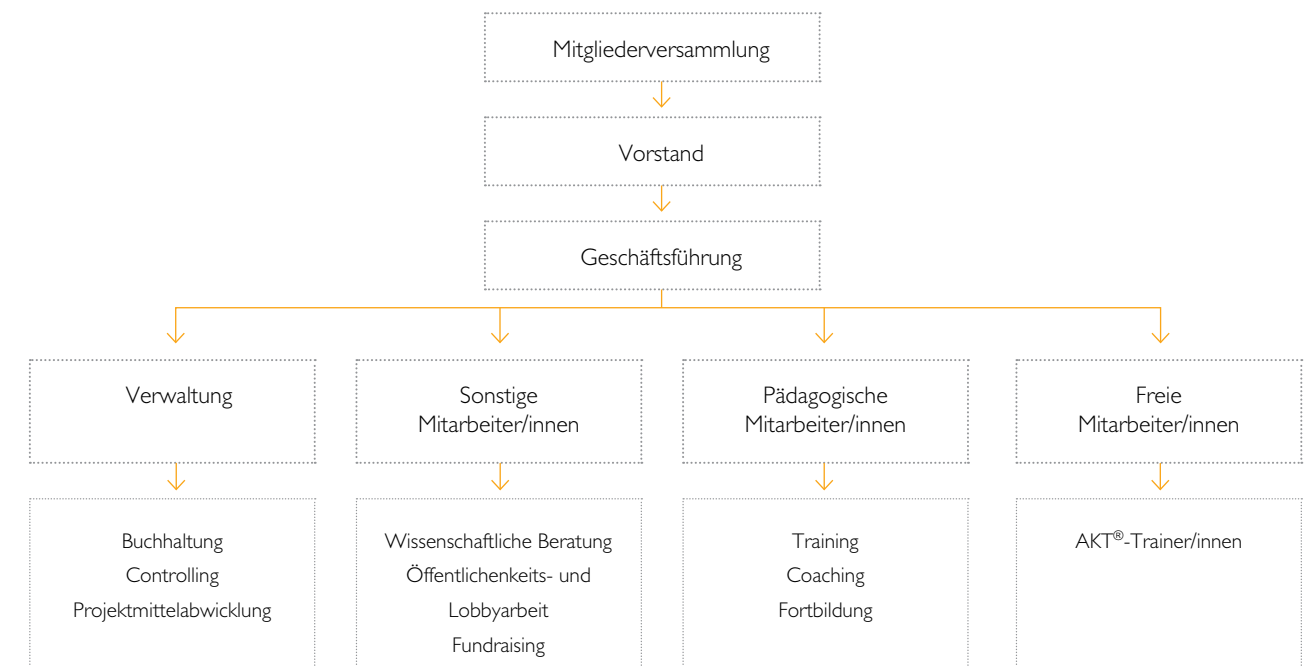 Mitgliederversammlung
Vorstand
Geschäftsführung
Verwaltung
Sonstige
Mitarbeiter/innen
Pädagogische
Mitarbeiter/innen
Freie
Mitarbeiter/innen
Buchhaltung
Controlling
Projektmittelabwicklung
Wissenschaftliche Beratung
Öffentlichenkeits- und
Lobbyarbeit
Fundraising
Training
Coaching
Fortbildung
AKT®-Trainer/innen